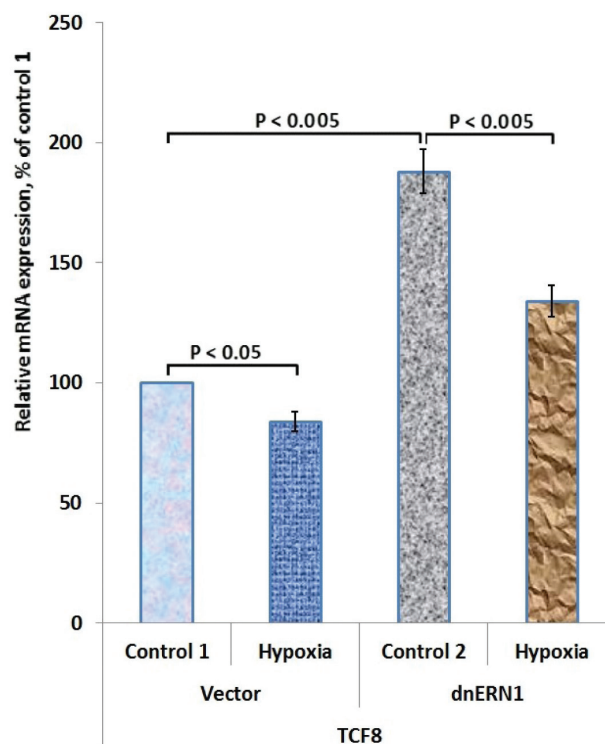 Relative mRNA expression, % of control 1
250
200
150
100
50
0
P < 0.005
P < 0.005
P < 0.05
Control 1
Hypoxia
Control 2
Hypoxia
Vector
dnERN1
TCF8